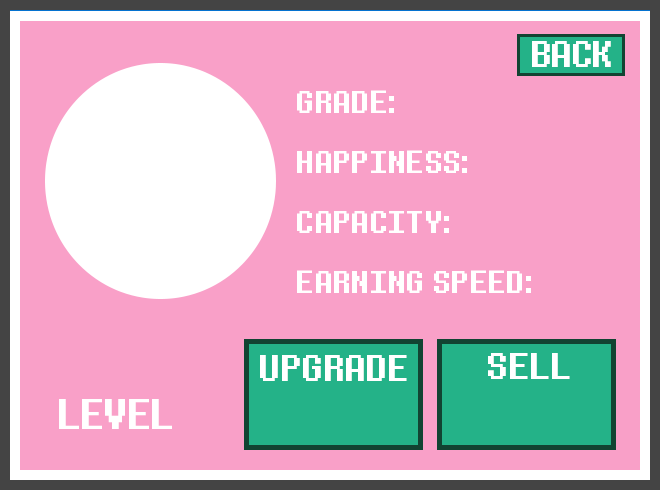 BACK
GRADE:
HAPPINESS:
CAPACITY:
EARNING SPEED:
UPGRADE
SELL
LEVEL